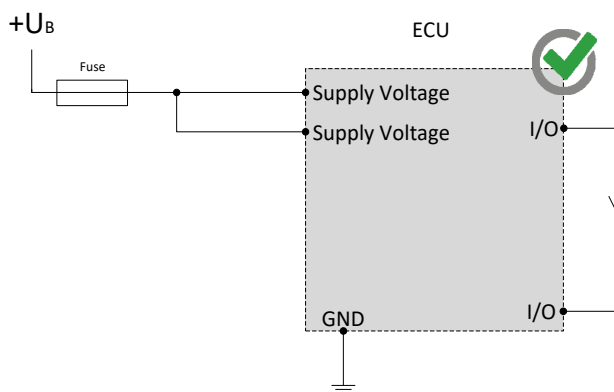 +UB
ECU
Fuse
Supply Voltage
Supply Voltage
I/O
I/O
GND